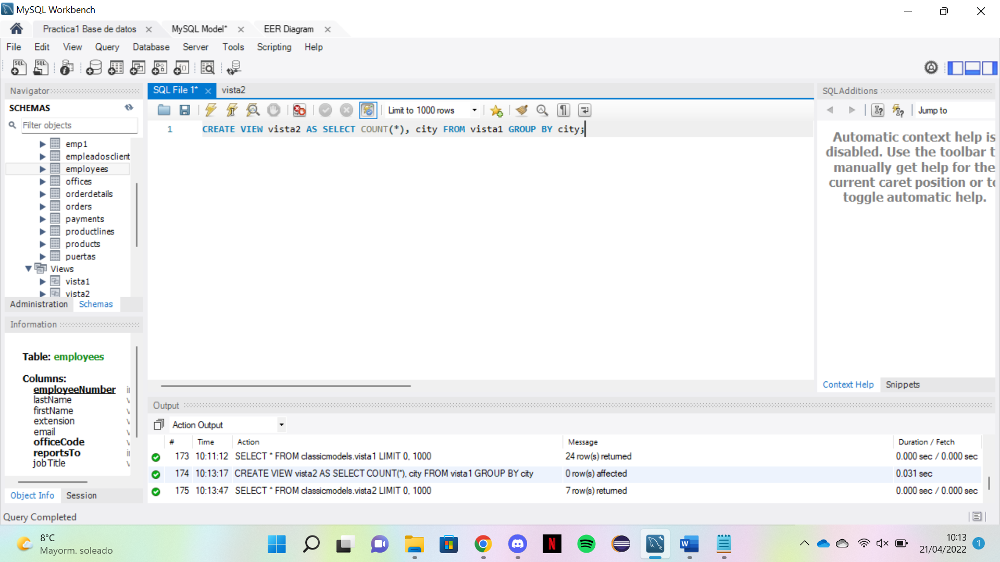 MySQL Workbench
Practica1 Base de datos
MySQL Model*
EER Diagram
File Edit View Query Database Server Tools Scripting Help
Navigator
SCHEMAS
Filter objects
emp1
empleadosclient
employees
offices
orderdetails
orders
payments
productlines
products
puertas
Views
vista1
vista2
Administration Schemas
Information
Table: employees
Columns:
employeeNumber
lastName
firstName
extension
email
officeCode
reportsTo
jobTitle
Object Info Session
SQL File 1* vista2
Limit to 1000 rows
1 CREATE VIEW vista2 AS SELECT COUNT(*), city FROM vista1 GROUP BY city;
SQLAdditions
Jump to
Automatic context help is
disabled. Use the toolbar t
manually get help for the
current caret position or to
toggle automatic help.
Context Help Snippets
Output
Action Output
# Time Action Message Duration / Fetch
173 10:11:12 SELECT * FROM classicmodels.vista1 LIMIT 0, 1000 24 row(s) returned 0.000 sec / 0.000 sec
174 10:13:17 CREATE VIEW vista2 AS SELECT COUNT(*), city FROM vista1 GROUP BY city 0 row(s) affected 0.031 sec
175 10:13:47 SELECT * FROM classicmodels.vista2 LIMIT 0, 1000 7 row(s) returned 0.000 sec / 0.000 sec
Query Completed
8°C
Mayorm. soleado
10:13
21/04/2022
1